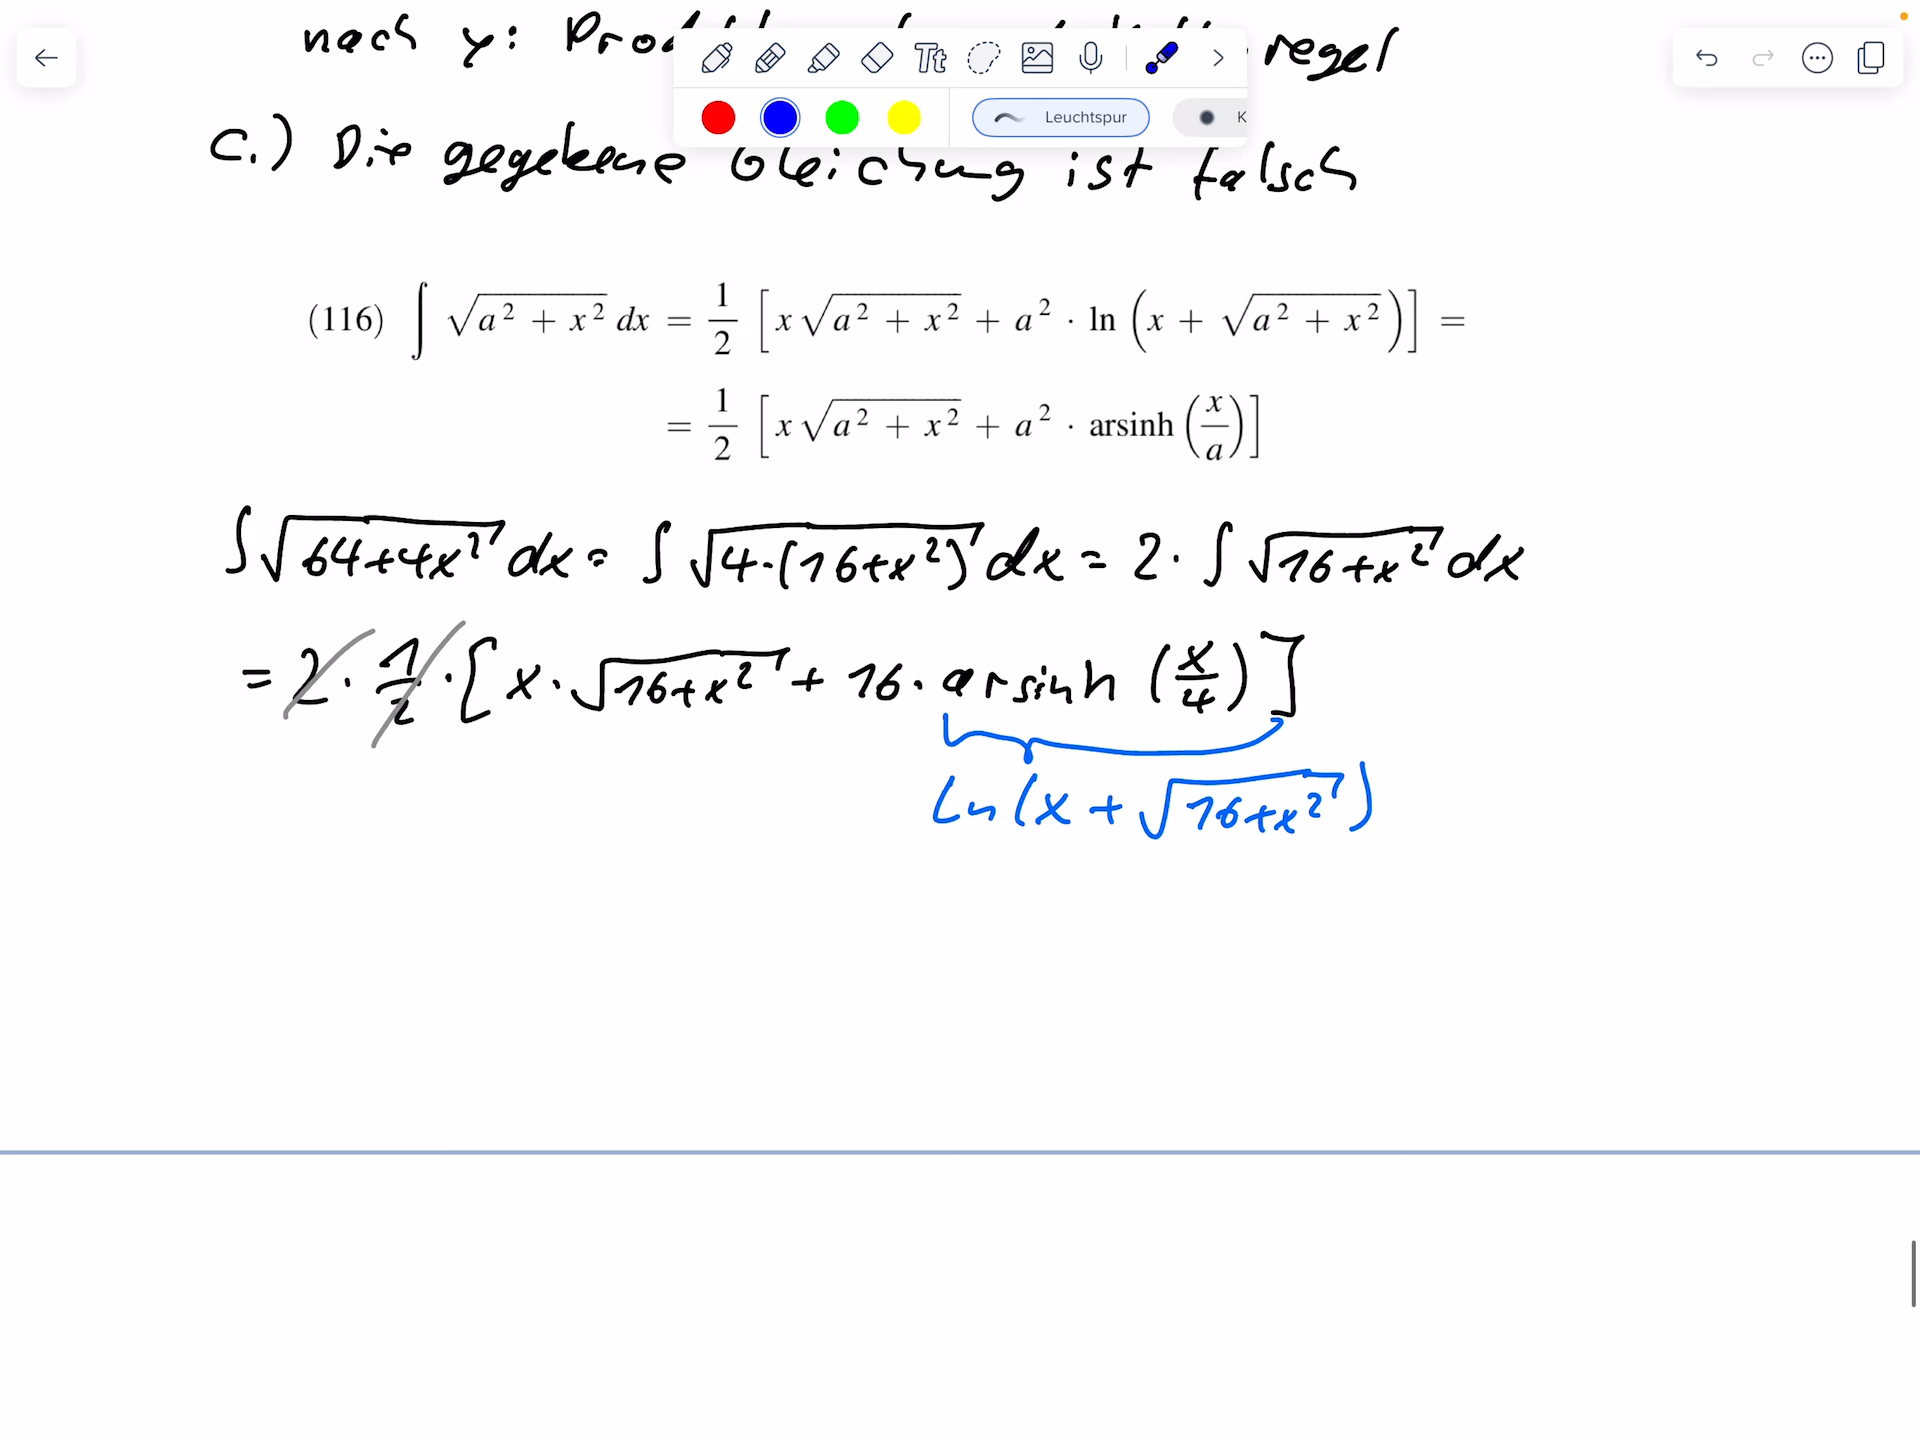 nach y: regel
Tt
Leuchtspur K
C.) Die gegebene Gleichung ist falsch
(116) ∫ √(a² + x²) dx = 1/2 [x√(a² + x²) + a² · ln (x + √(a² + x²))] =
= 1/2 [x√(a² + x²) + a² · arsinh (x/a)]
∫√(64+4x²) dx = ∫ √(4·(16+x²)) dx = 2 · ∫ √(16+x²) dx
= 2 · 1/2 · [x · √(16+x²) + 16 · arsinh (x/4)]
ln(x + √(16+x²))